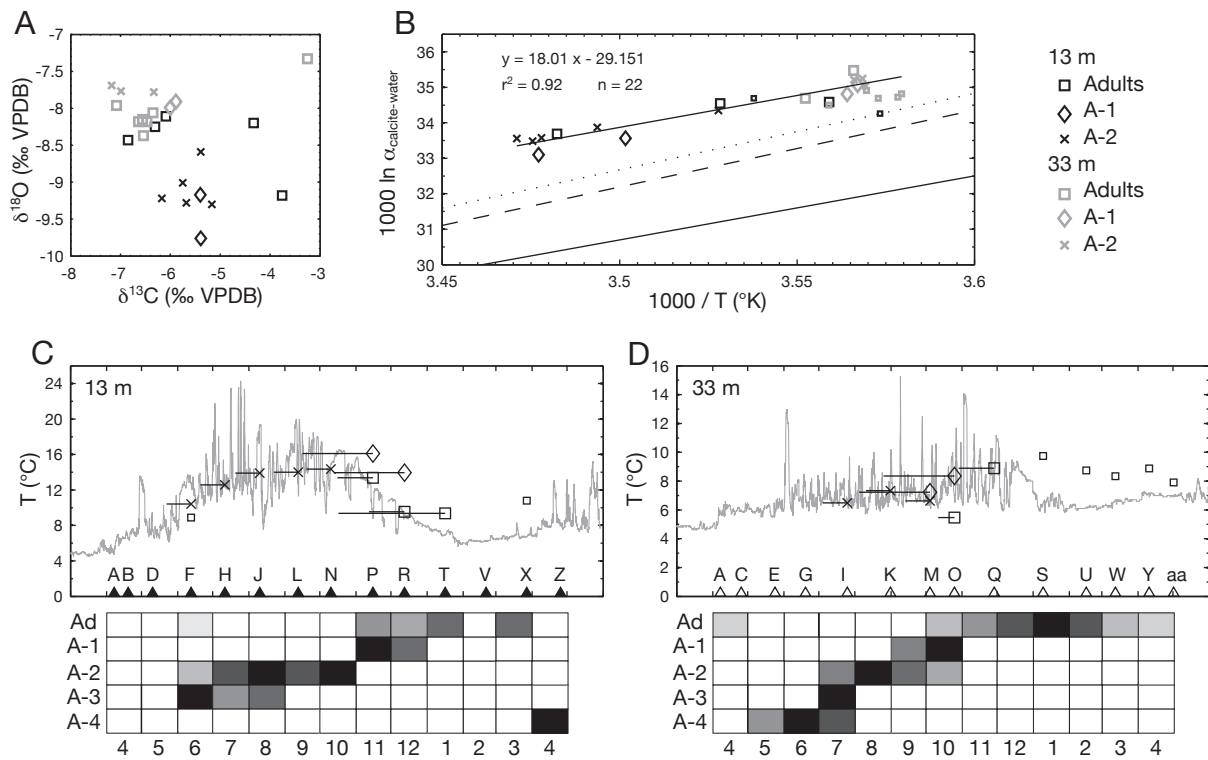 A
-7
-7.5
-8
-8.5
-9
-9.5
-10
δ18O (‰ VPDB)
-8 -7 -6 -5 -4 -3
δ13C (‰ VPDB)
B
y = 18.01 x - 29.151
r2 = 0.92 n = 22
36
35
34
33
32
31
30
1000 ln αcalcite-water
3.45 3.5 3.55 3.6
1000 / T (°K)
13 m
Adults
A-1
A-2
33 m
Adults
A-1
A-2
C
13 m
24
20
16
12
8
4
0
T (°C)
A B D F H J L N P R T V X Z
Ad
A-1
A-2
A-3
A-4
4 5 6 7 8 9 10 11 12 1 2 3 4
D
33 m
16
14
12
10
8
6
4
2
0
T (°C)
A C E G I K M O Q S U W Y aa
Ad
A-1
A-2
A-3
A-4
4 5 6 7 8 9 10 11 12 1 2 3 4